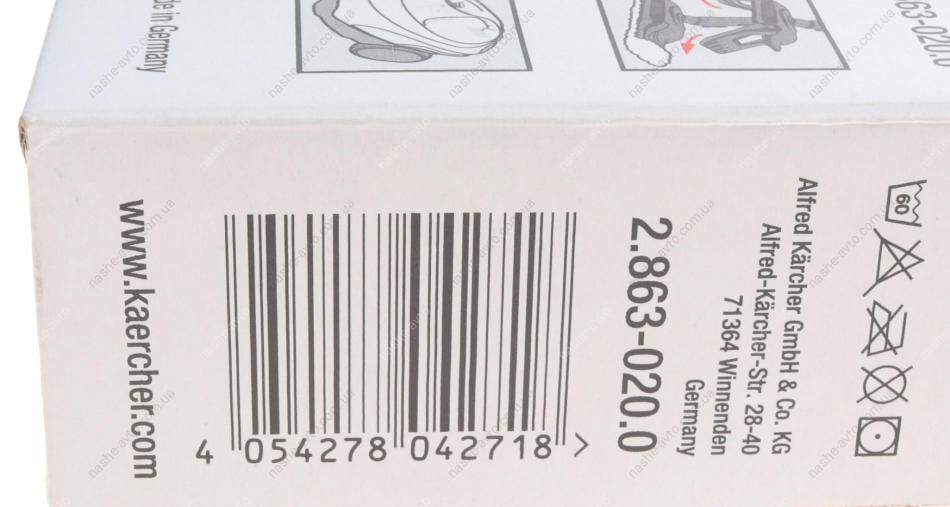 de in Germany
63-020.0
www.kaercher.com
4 054278 042718 >
2.863-020.0
Alfred Kärcher GmbH & Co. KG
Alfred-Kärcher-Str. 28-40
71364 Winnenden
Germany
60
nashe-avto.com.ua